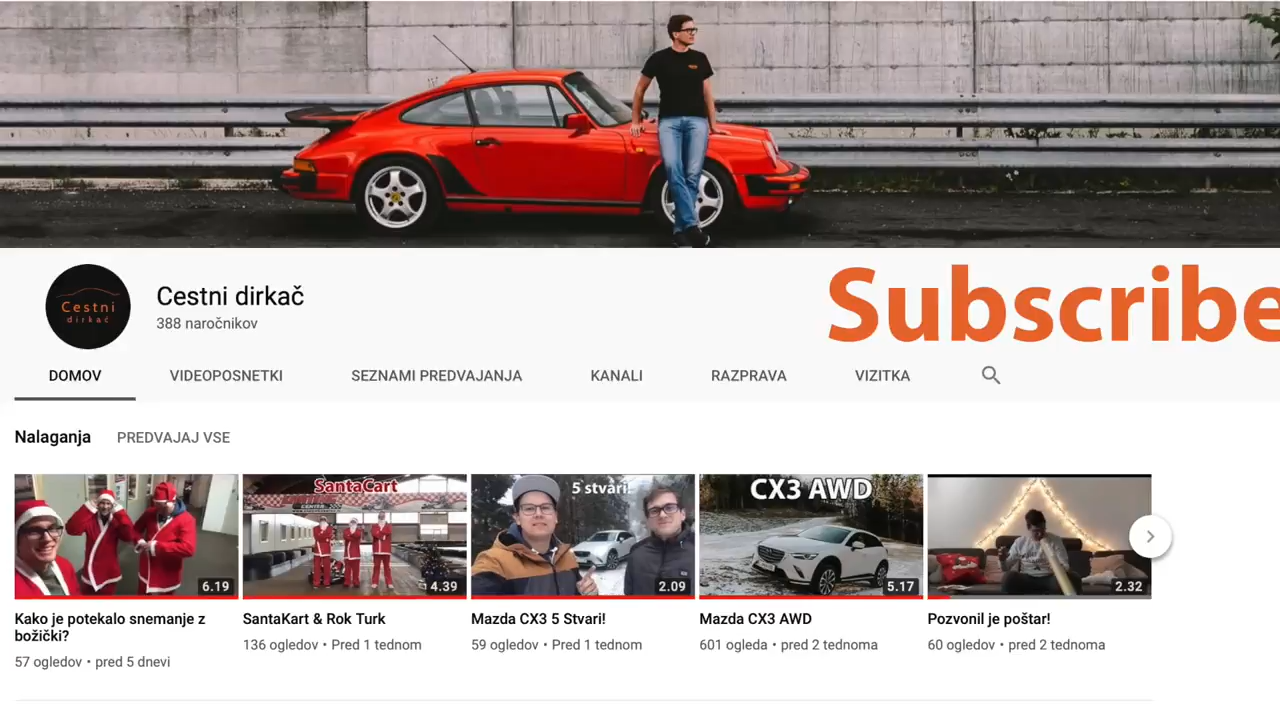 Cestni
dirkač
Cestni dirkač
388 naročnikov
Subscribe
DOMOV VIDEOPOSNETKI SEZNAMI PREDVAJANJA KANALI RAZPRAVA VIZITKA
Nalaganja PREDVAJAJ VSE
6.19
SantaCart
4.39
5 stvari!
2.09
CX3 AWD
5.17
2.32
Kako je potekalo snemanje z
božički?
57 ogledov • pred 5 dnevi
SantaKart & Rok Turk
136 ogledov • Pred 1 tednom
Mazda CX3 5 Stvari!
59 ogledov • Pred 1 tednom
Mazda CX3 AWD
601 ogleda • pred 2 tednoma
Pozvonil je poštar!
60 ogledov • pred 2 tednoma